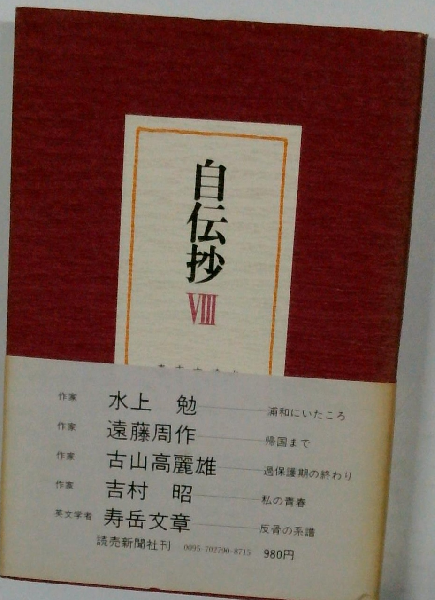 自伝抄
VIII
作家 水上 勉 浦和にいたころ
作家 遠藤周作 帰国まで
作家 古山高麗雄 過保護期の終わり
作家 吉村 昭 私の青春
英文学者 寿岳文章 反骨の系譜
読売新聞社刊 0095-702700-8715 980円